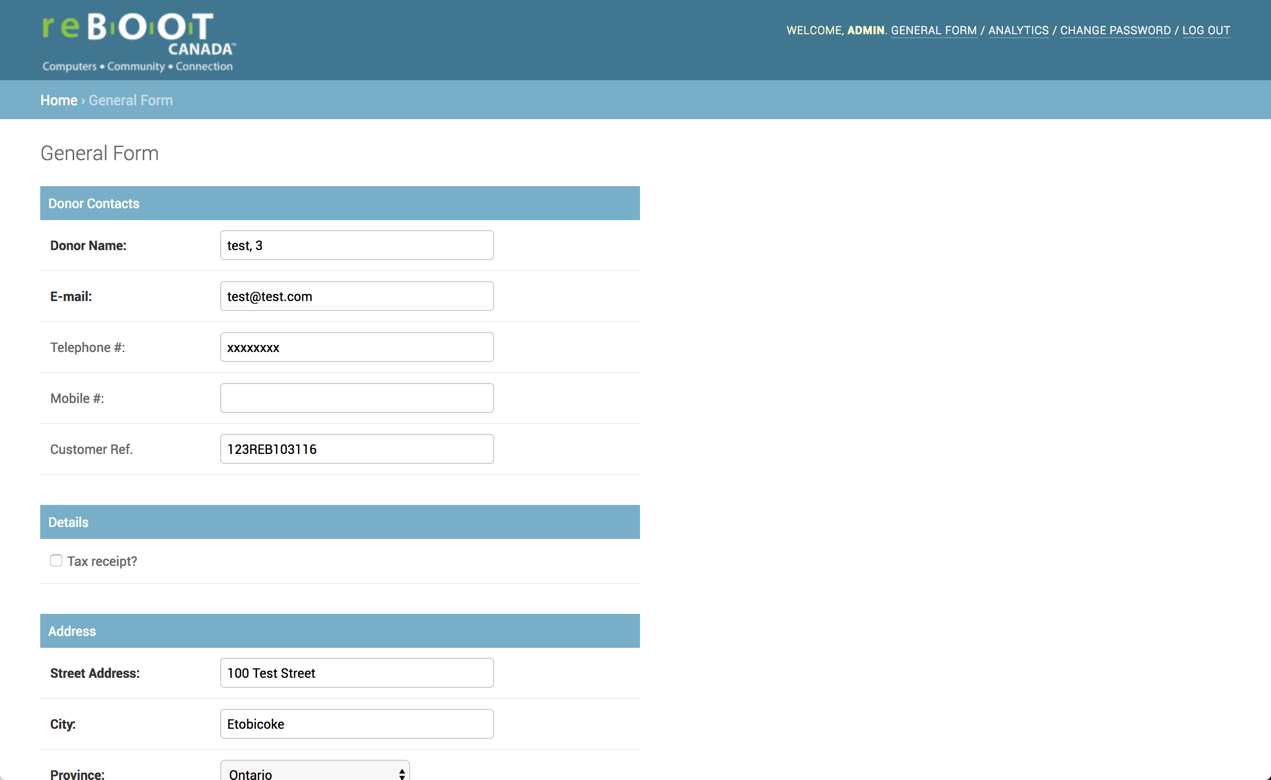 reBOOT
CANADA™
Computers • Community • Connection
WELCOME, ADMIN. GENERAL FORM / ANALYTICS / CHANGE PASSWORD / LOG OUT
Home › General Form
General Form
Donor Contacts
Donor Name: test, 3
E-mail: test@test.com
Telephone #: xxxxxxxx
Mobile #:
Customer Ref. 123REB103116
Details
Tax receipt?
Address
Street Address: 100 Test Street
City: Etobicoke
Province: Ontario